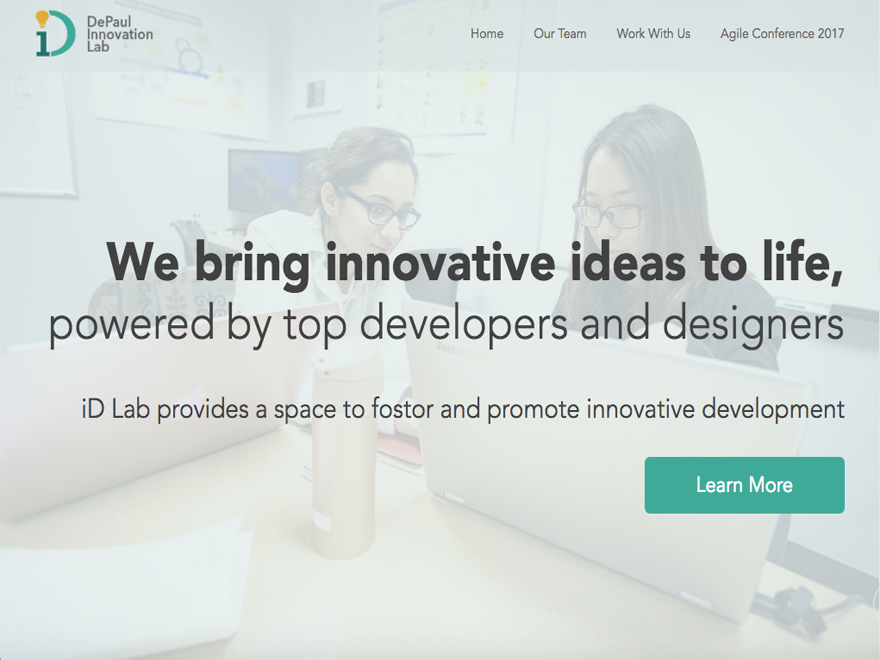 iD
DePaul
Innovation
Lab
Home
Our Team
Work With Us
Agile Conference 2017
We bring innovative ideas to life,
powered by top developers and designers
iD Lab provides a space to fostor and promote innovative development
Learn More